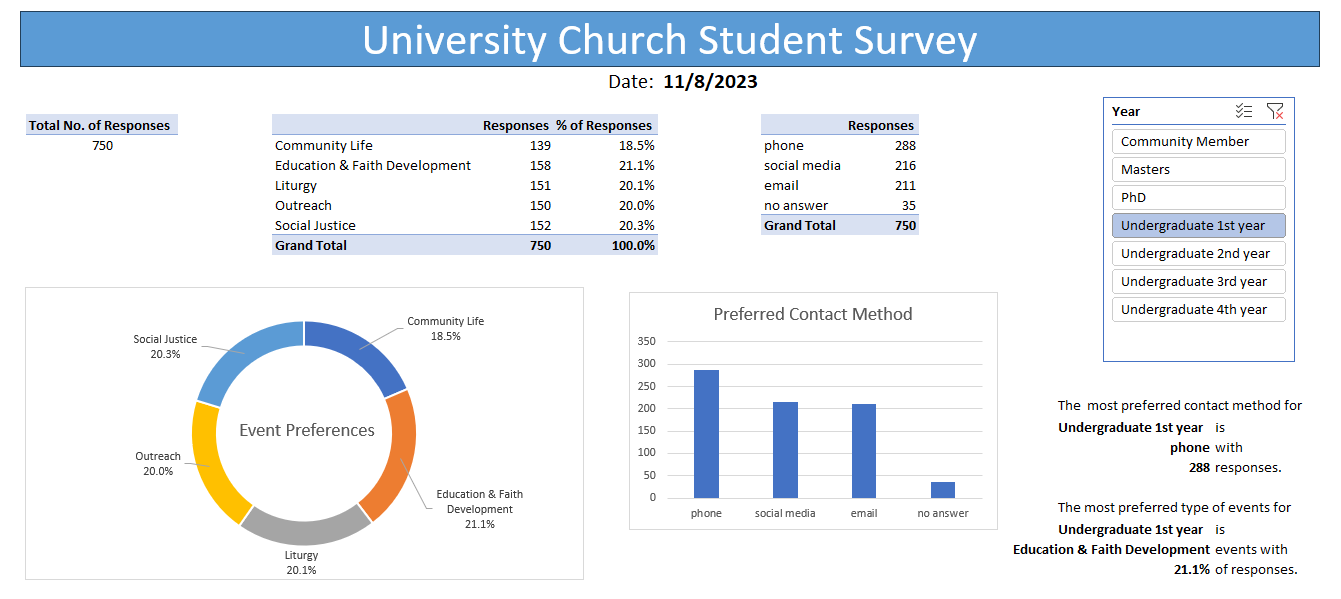 University Church Student Survey
Date: 11/8/2023
Total No. of Responses
750
Responses % of Responses
Community Life 139 18.5%
Education & Faith Development 158 21.1%
Liturgy 151 20.1%
Outreach 150 20.0%
Social Justice 152 20.3%
Grand Total 750 100.0%
Responses
phone 288
social media 216
email 211
no answer 35
Grand Total 750
Year
Community Member
Masters
PhD
Undergraduate 1st year
Undergraduate 2nd year
Undergraduate 3rd year
Undergraduate 4th year
Event Preferences
Community Life
18.5%
Education & Faith
Development
21.1%
Liturgy
20.1%
Outreach
20.0%
Social Justice
20.3%
Preferred Contact Method
350
300
250
200
150
100
50
0
phone social media email no answer
The most preferred contact method for
Undergraduate 1st year is
phone with
288 responses.
The most preferred type of events for
Undergraduate 1st year is
Education & Faith Development events with
21.1% of responses.